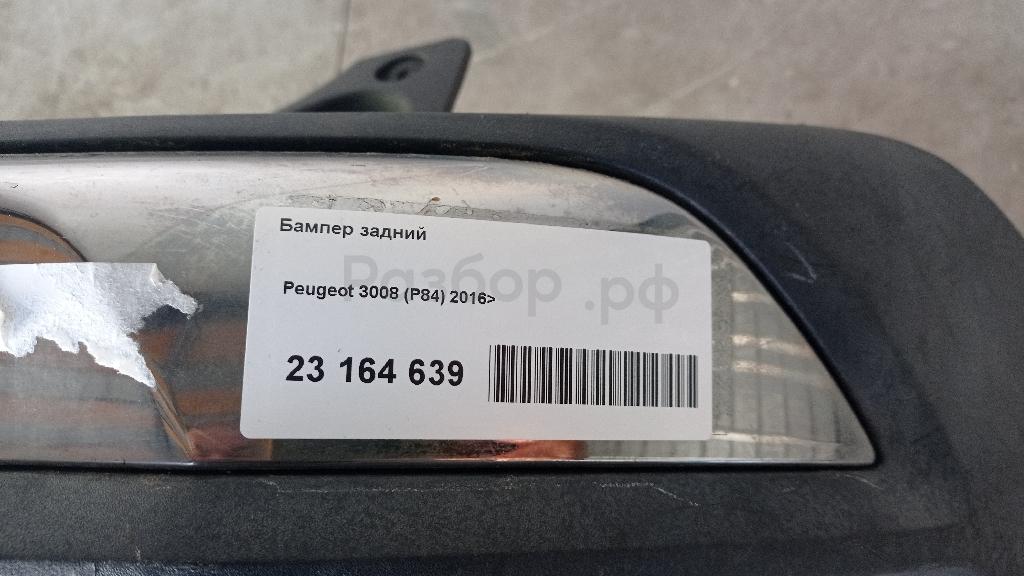 Бампер задний
Разбор.рф
Peugeot 3008 (P84) 2016>
23 164 639